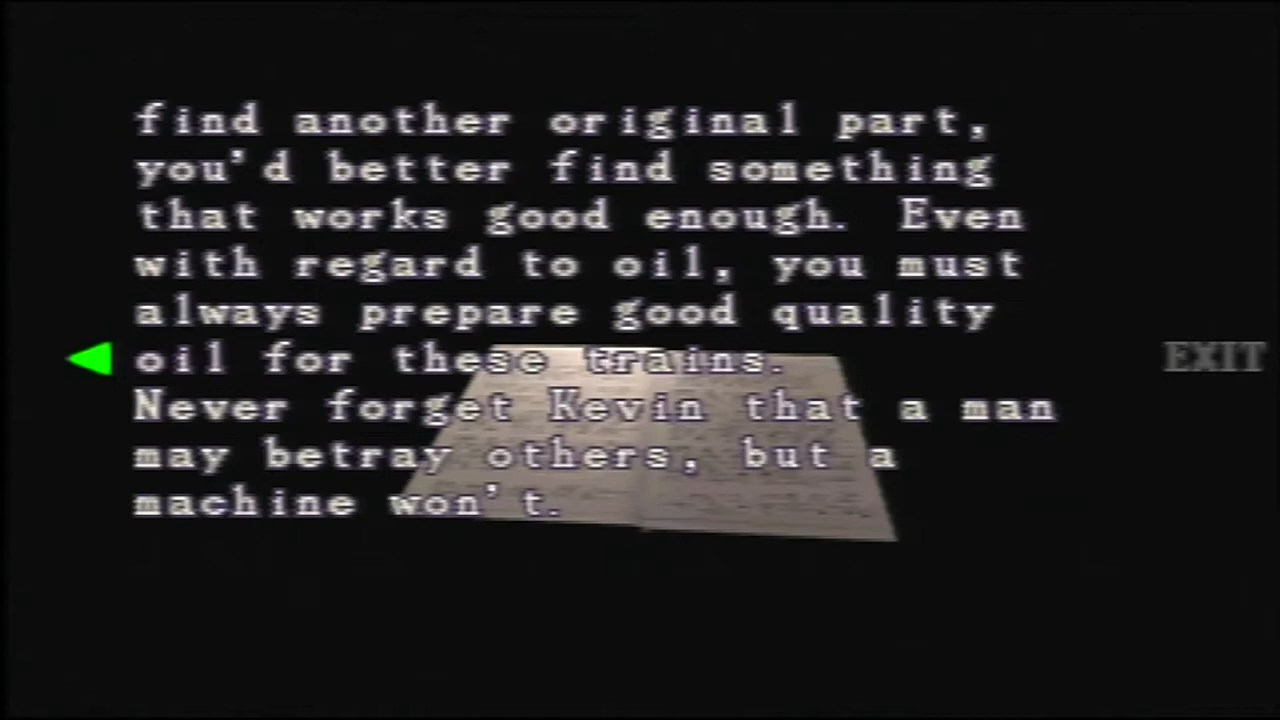 find another original part,
you'd better find something
that works good enough. Even
with regard to oil, you must
always prepare good quality
oil for these trains.
EXIT
Never forget Kevin that a man
may betray others, but a
machine won't.